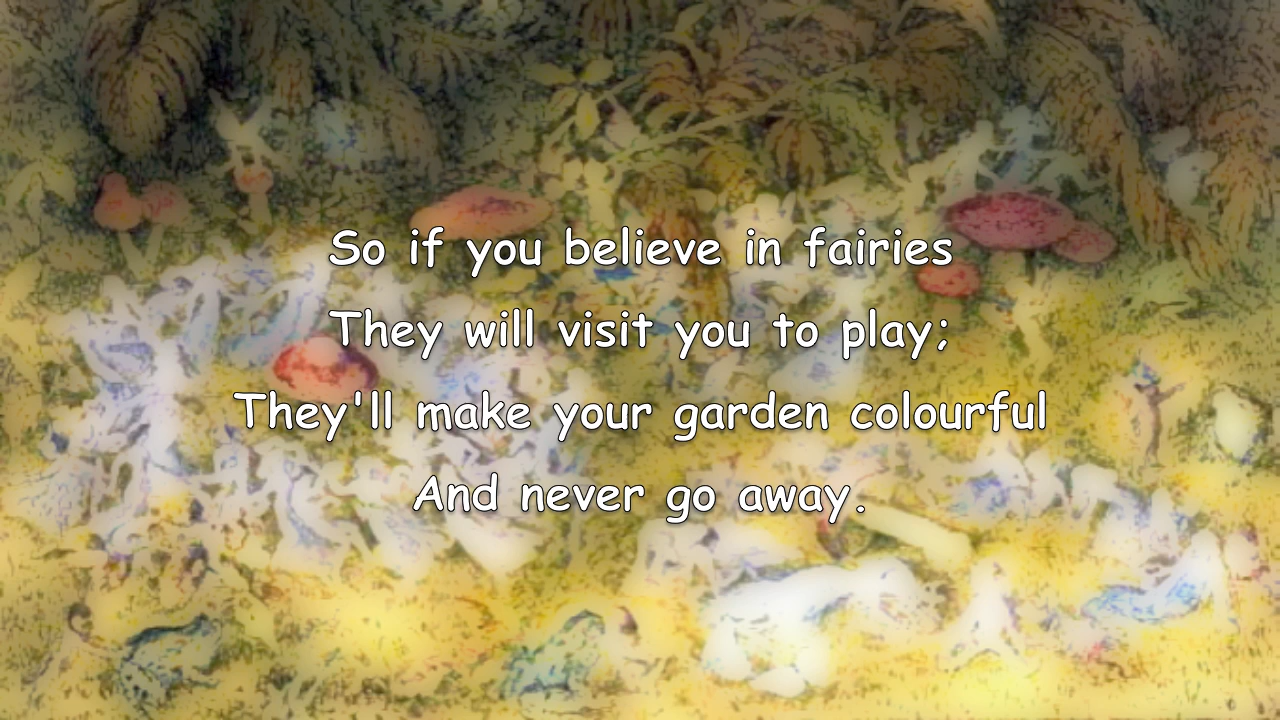 So if you believe in fairies
They will visit you to play;
They'll make your garden colourful
And never go away.